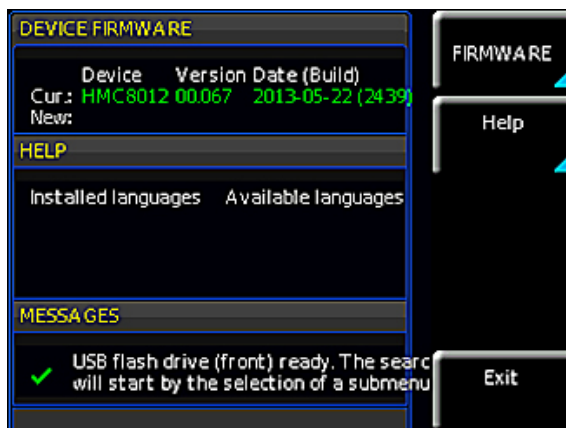 DEVICE FIRMWARE
Device Version Date (Build)
Cur.: HMC8012 00.067 2013-05-22 (2439)
New:
HELP
Installed languages Available languages
MESSAGES
USB flash drive (front) ready. The searc
will start by the selection of a submenu
FIRMWARE
Help
Exit